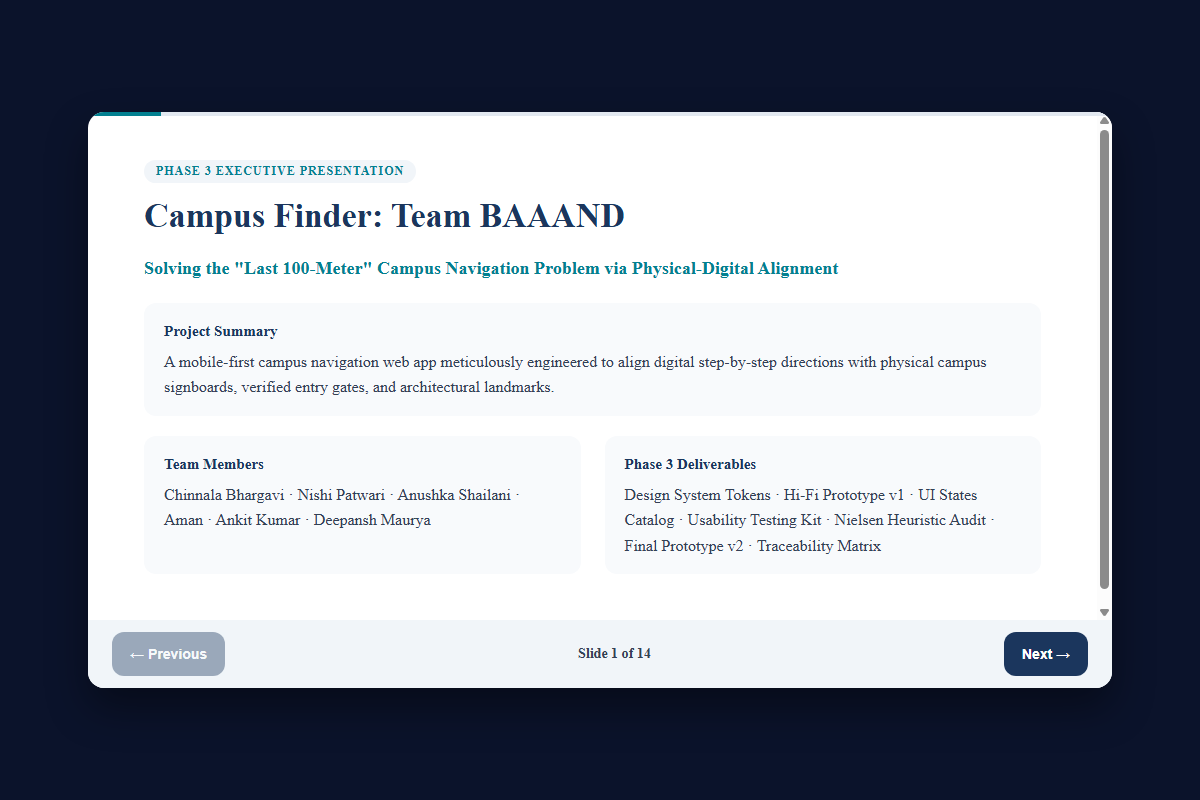 PHASE 3 EXECUTIVE PRESENTATION
Campus Finder: Team BAAAND
Solving the "Last 100-Meter" Campus Navigation Problem via Physical-Digital Alignment
Project Summary
A mobile-first campus navigation web app meticulously engineered to align digital step-by-step directions with physical campus
signboards, verified entry gates, and architectural landmarks.
Team Members
Chinnala Bhargavi · Nishi Patwari · Anushka Shailani ·
Aman · Ankit Kumar · Deepansh Maurya
Phase 3 Deliverables
Design System Tokens · Hi-Fi Prototype v1 · UI States
Catalog · Usability Testing Kit · Nielsen Heuristic Audit ·
Final Prototype v2 · Traceability Matrix
← Previous
Slide 1 of 14
Next →